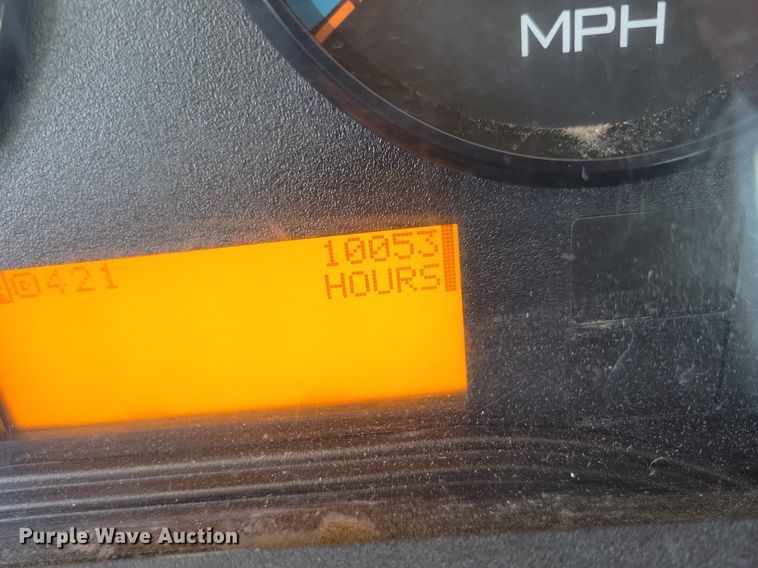 MPH
10053
421
HOURS
Purple Wave Auction